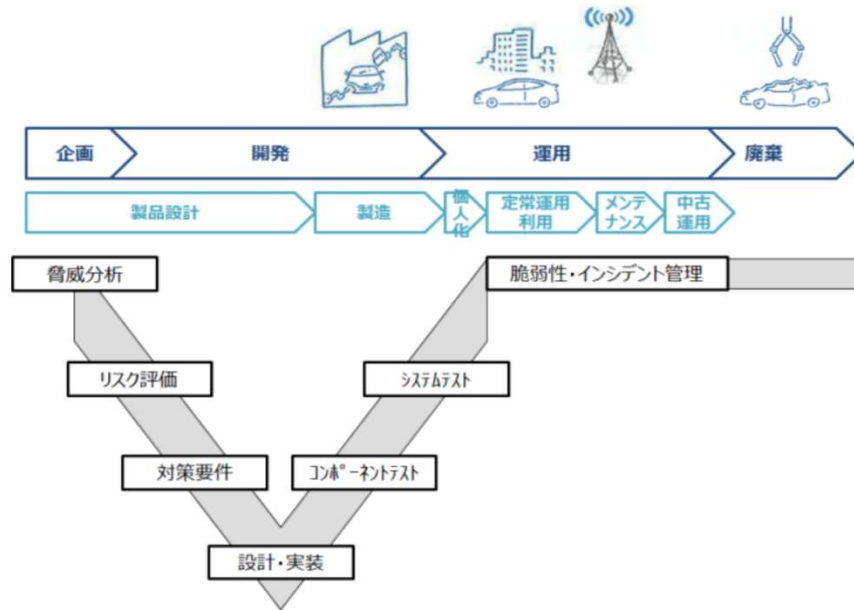 企画
開発
運用
廃棄
製品設計
製造
個
人
化
定常運用
利用
メンテ
ナンス
中古
運用
脅威分析
脆弱性・インシデント管理
リスク評価
ｼｽﾃﾑﾃｽﾄ
対策要件
ｺﾝﾎﾟｰﾈﾝﾄﾃｽﾄ
設計・実装